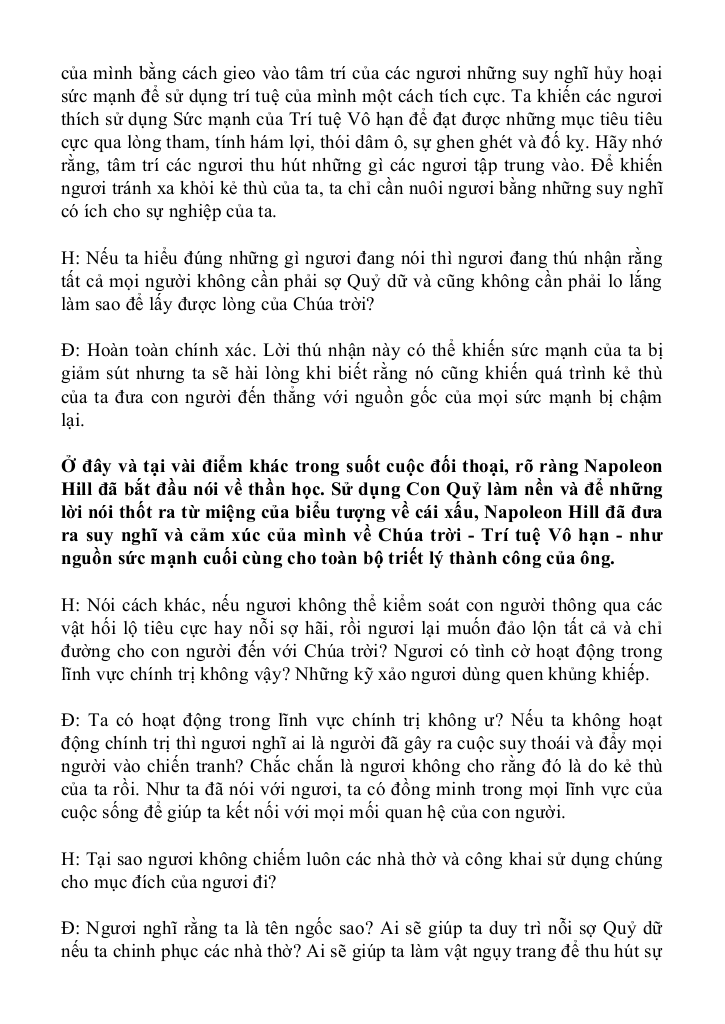 của mình bằng cách gieo vào tâm trí của các ngươi những suy nghĩ hủy hoại
sức mạnh để sử dụng trí tuệ của mình một cách tích cực. Ta khiến các ngươi
thích sử dụng Sức mạnh của Trí tuệ Vô hạn để đạt được những mục tiêu tiêu
cực qua lòng tham, tính hám lợi, thói dâm ô, sự ghen ghét và đố kỵ. Hãy nhớ
rằng, tâm trí các ngươi thu hút những gì các ngươi tập trung vào. Để khiến
ngươi tránh xa khỏi kẻ thù của ta, ta chỉ cần nuôi ngươi bằng những suy nghĩ
có ích cho sự nghiệp của ta.
H: Nếu ta hiểu đúng những gì ngươi đang nói thì ngươi đang thú nhận rằng
tất cả mọi người không cần phải sợ Quỷ dữ và cũng không cần phải lo lắng
làm sao để lấy được lòng của Chúa trời?
Đ: Hoàn toàn chính xác. Lời thú nhận này có thể khiến sức mạnh của ta bị
giảm sút nhưng ta sẽ hài lòng khi biết rằng nó cũng khiến quá trình kẻ thù
của ta đưa con người đến thẳng với nguồn gốc của mọi sức mạnh bị chậm
lại.
Ở đây và tại vài điểm khác trong suốt cuộc đối thoại, rõ ràng Napoleon
Hill đã bắt đầu nói về thần học. Sử dụng Con Quỷ làm nền và để những
lời nói thốt ra từ miệng của biểu tượng về cái xấu, Napoleon Hill đã đưa
ra suy nghĩ và cảm xúc của mình về Chúa trời - Trí tuệ Vô hạn - như
nguồn sức mạnh cuối cùng cho toàn bộ triết lý thành công của ông.
H: Nói cách khác, nếu ngươi không thể kiểm soát con người thông qua các
vật hối lộ tiêu cực hay nỗi sợ hãi, rồi ngươi lại muốn đảo lộn tất cả và chỉ
đường cho con người đến với Chúa trời? Ngươi có tình cờ hoạt động trong
lĩnh vực chính trị không vậy? Những kỹ xảo ngươi dùng quen khủng khiếp.
Đ: Ta có hoạt động trong lĩnh vực chính trị không ư? Nếu ta không hoạt
động chính trị thì ngươi nghĩ ai là người đã gây ra cuộc suy thoái và đẩy mọi
người vào chiến tranh? Chắc chắn là ngươi không cho rằng đó là do kẻ thù
của ta rồi. Như ta đã nói với ngươi, ta có đồng minh trong mọi lĩnh vực của
cuộc sống để giúp ta kết nối với mọi mối quan hệ của con người.
H: Tại sao ngươi không chiếm luôn các nhà thờ và công khai sử dụng chúng
cho mục đích của ngươi đi?
Đ: Ngươi nghĩ rằng ta là tên ngốc sao? Ai sẽ giúp ta duy trì nỗi sợ Quỷ dữ
nếu ta chinh phục các nhà thờ? Ai sẽ giúp ta làm vật ngụy trang để thu hút sự